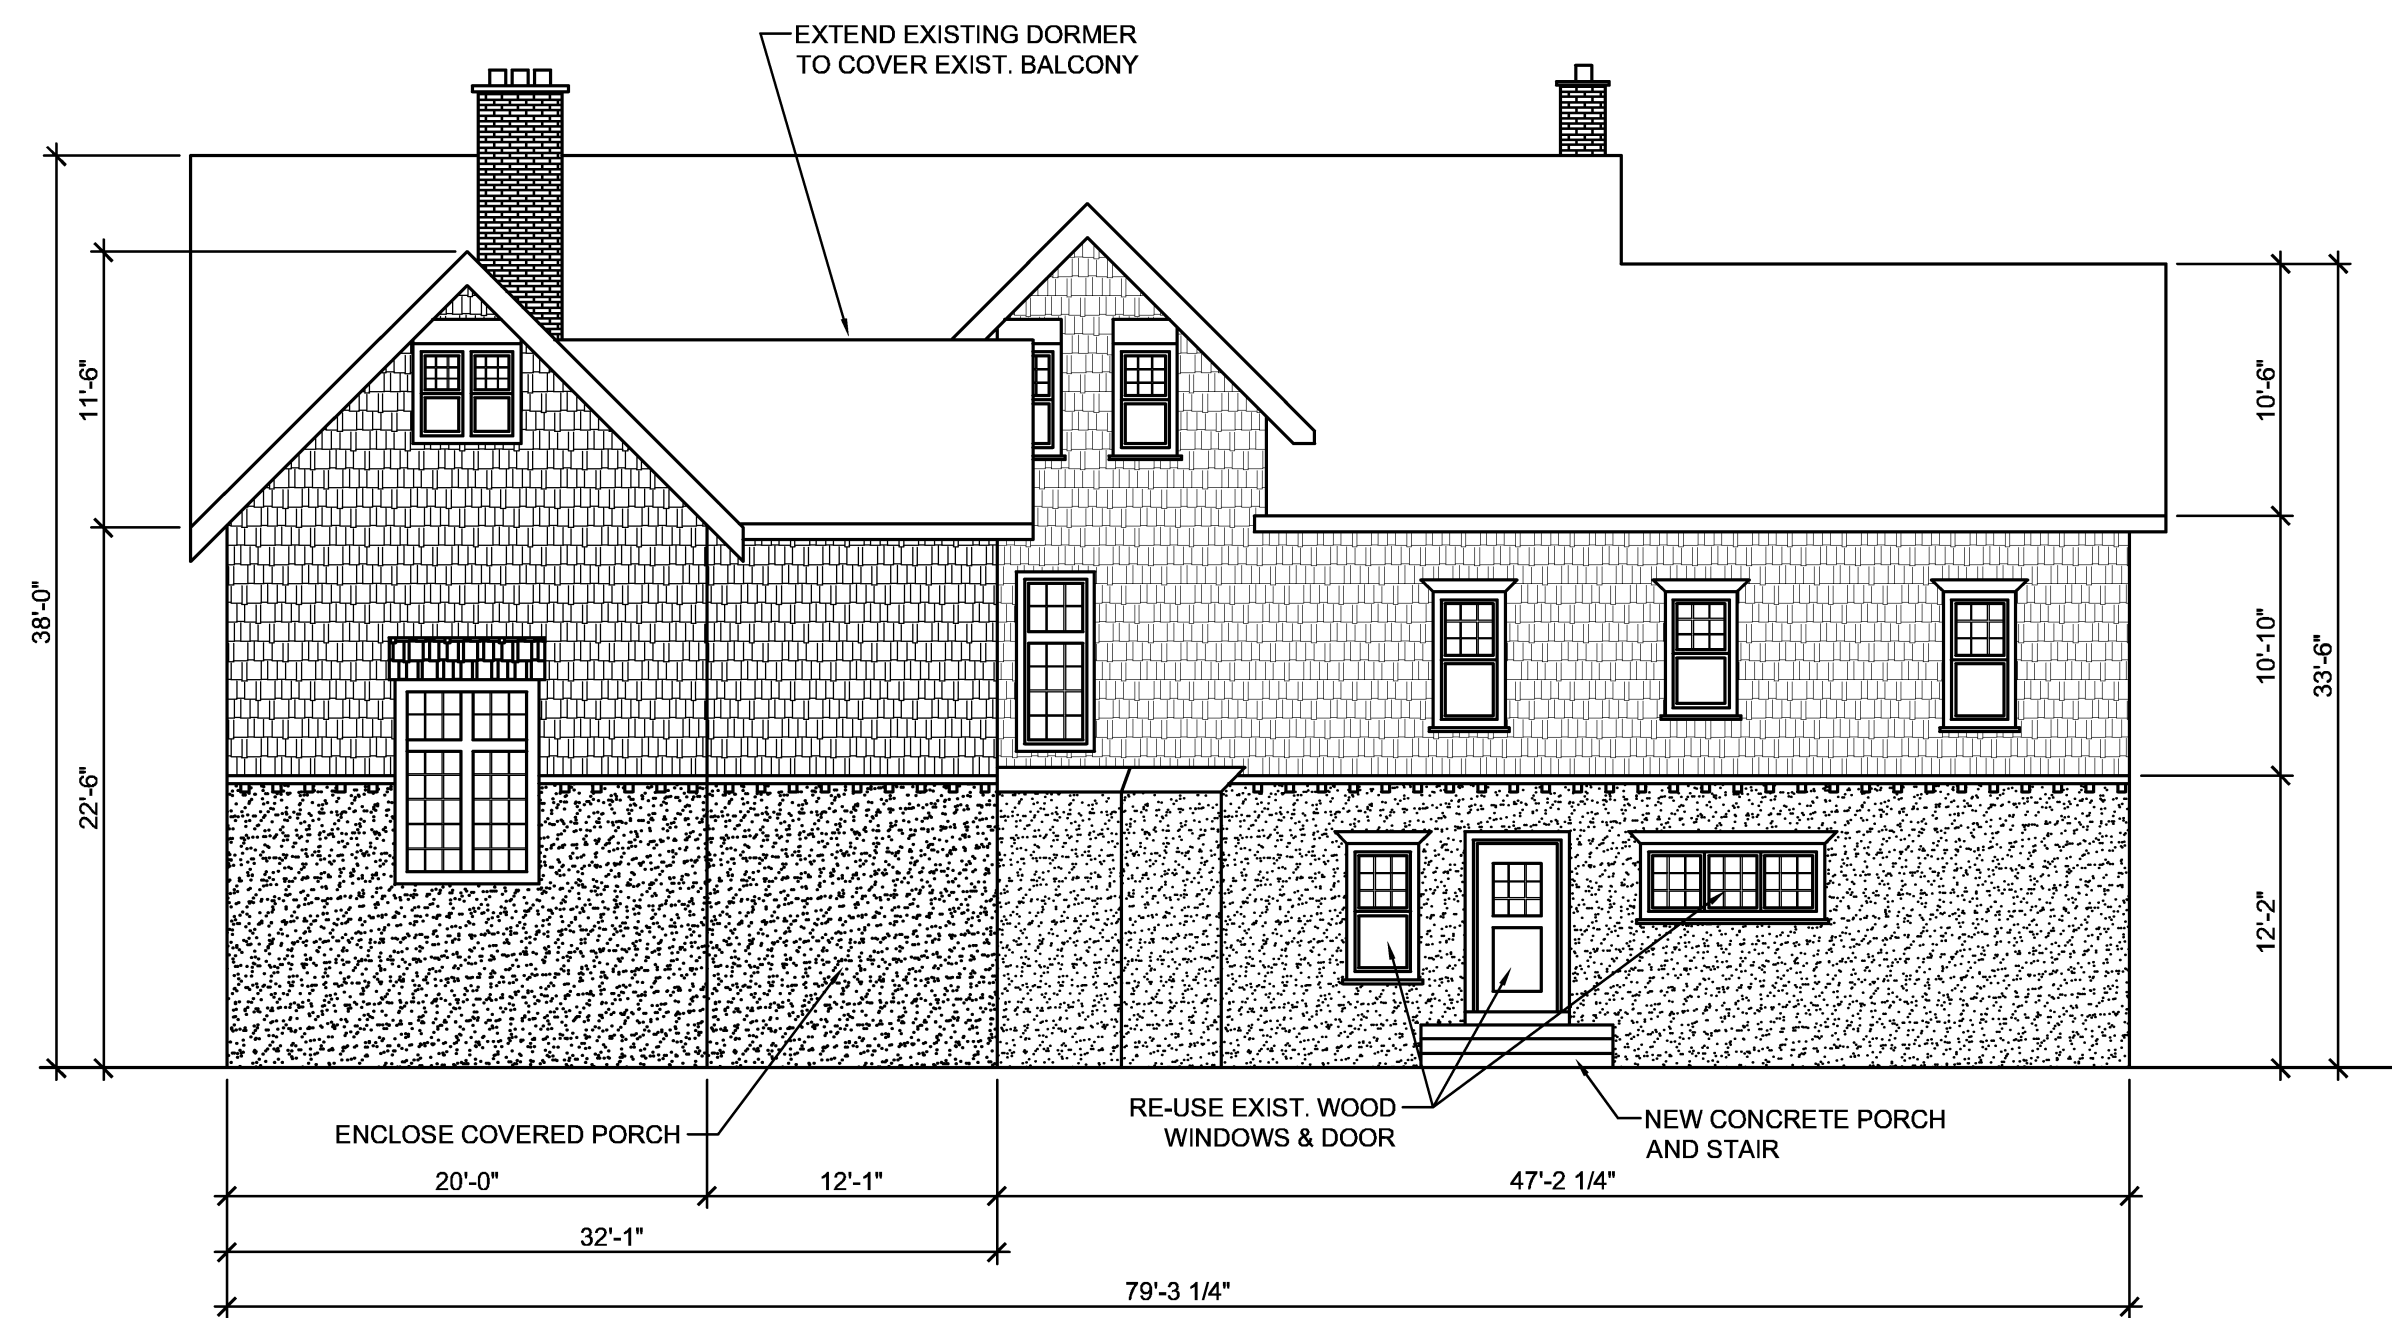 EXTEND EXISTING DORMER
TO COVER EXIST. BALCONY
38'-0"
11'-6"
22'-6"
10'-6"
10'-10"
12'-2"
33'-6"
ENCLOSE COVERED PORCH
RE-USE EXIST. WOOD
WINDOWS & DOOR
NEW CONCRETE PORCH
AND STAIR
20'-0"
12'-1"
47'-2 1/4"
32'-1"
79'-3 1/4"